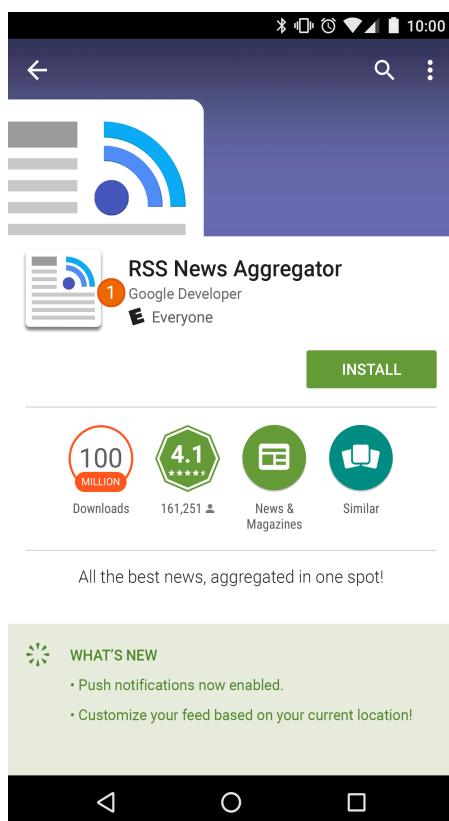 10:00
RSS News Aggregator
1
Google Developer
E Everyone
INSTALL
100
MILLION
4.1
Downloads
161,251
News &
Magazines
Similar
All the best news, aggregated in one spot!
WHAT'S NEW
• Push notifications now enabled.
• Customize your feed based on your current location!